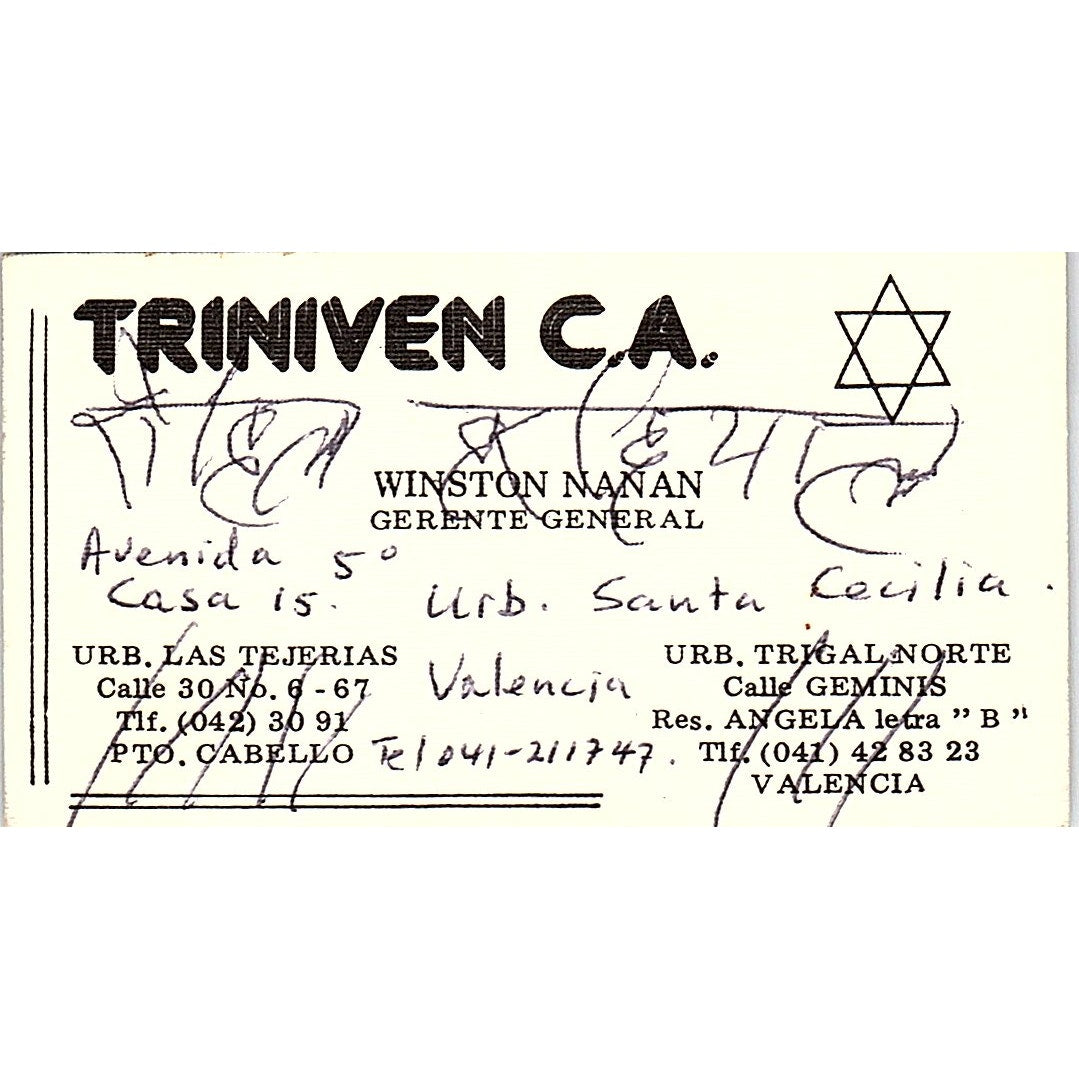 TRINIVEN C.A.
WINSTON NANAN
GERENTE GENERAL
Avenida 5º
Casa 15. Urb. Santa Cecilia.
Valencia
Tel 041-211747.
URB. LAS TEJERIAS
Calle 30 No. 6 - 67
Tlf. (042) 30 91
PTO. CABELLO
URB. TRIGAL NORTE
Calle GEMINIS
Res. ANGELA letra "B"
Tlf. (041) 42 83 23
VALENCIA